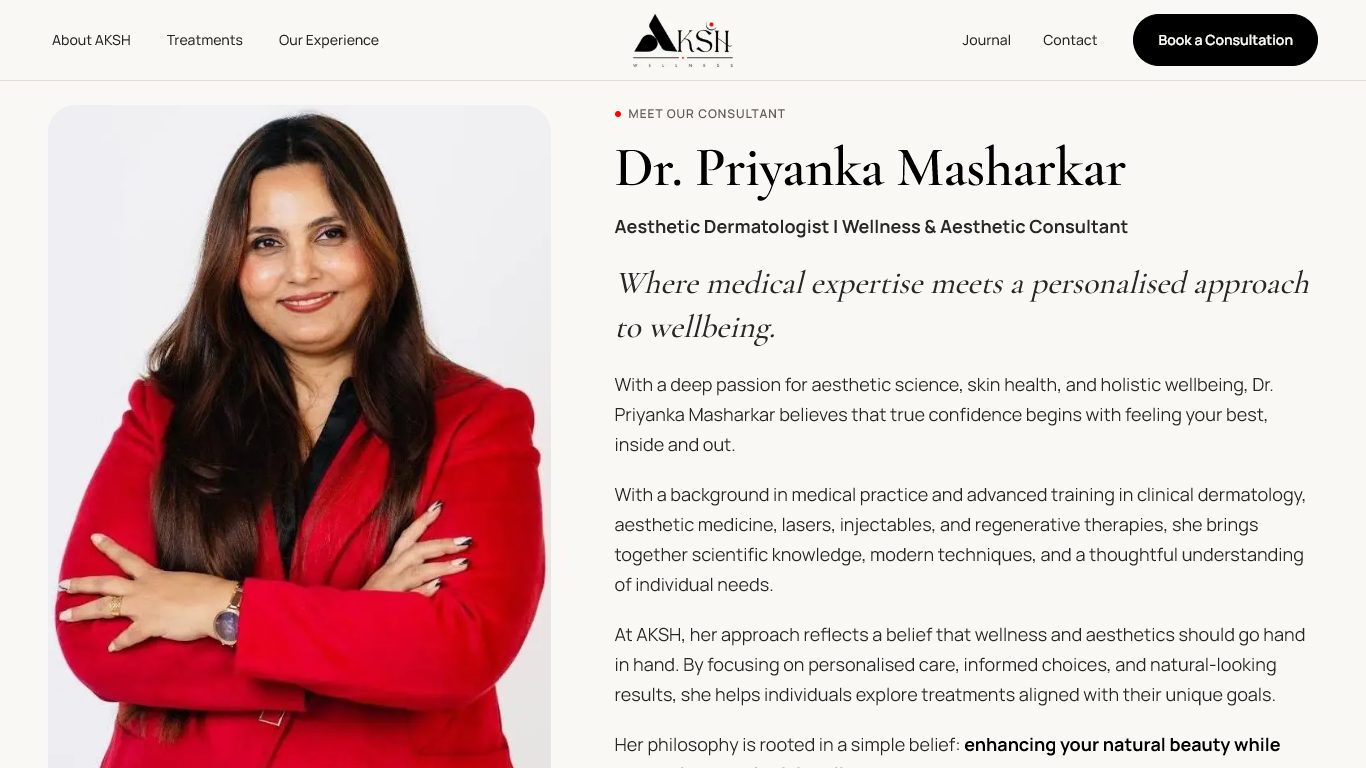 About AKSH
Treatments
Our Experience
AKSH
WELLNESS
Journal
Contact
Book a Consultation
MEET OUR CONSULTANT
Dr. Priyanka Masharkar
Aesthetic Dermatologist | Wellness & Aesthetic Consultant
Where medical expertise meets a personalised approach
to wellbeing.
With a deep passion for aesthetic science, skin health, and holistic wellbeing, Dr.
Priyanka Masharkar believes that true confidence begins with feeling your best,
inside and out.
With a background in medical practice and advanced training in clinical dermatology,
aesthetic medicine, lasers, injectables, and regenerative therapies, she brings
together scientific knowledge, modern techniques, and a thoughtful understanding
of individual needs.
At AKSH, her approach reflects a belief that wellness and aesthetics should go hand
in hand. By focusing on personalised care, informed choices, and natural-looking
results, she helps individuals explore treatments aligned with their unique goals.
Her philosophy is rooted in a simple belief: enhancing your natural beauty while